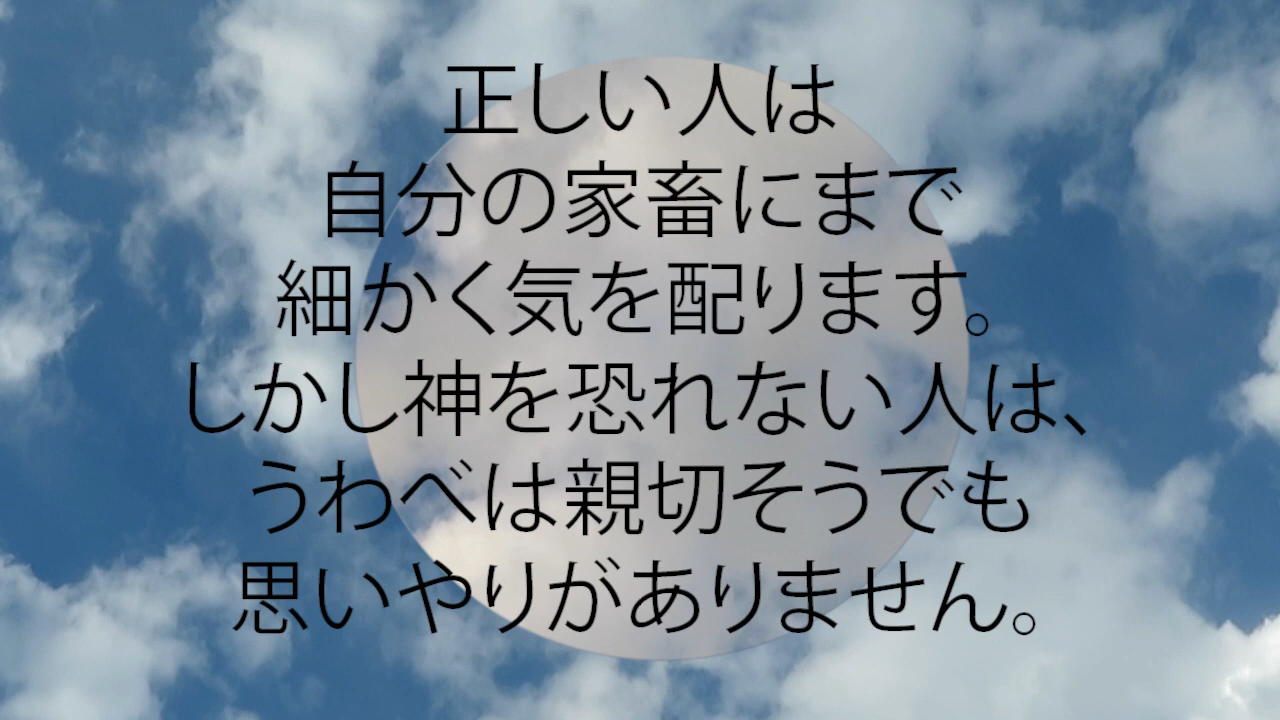 正しい人は
自分の家畜にまで
細かく気を配ります。
しかし神を恐れない人は、
うわべは親切そうでも
思いやりがありません。